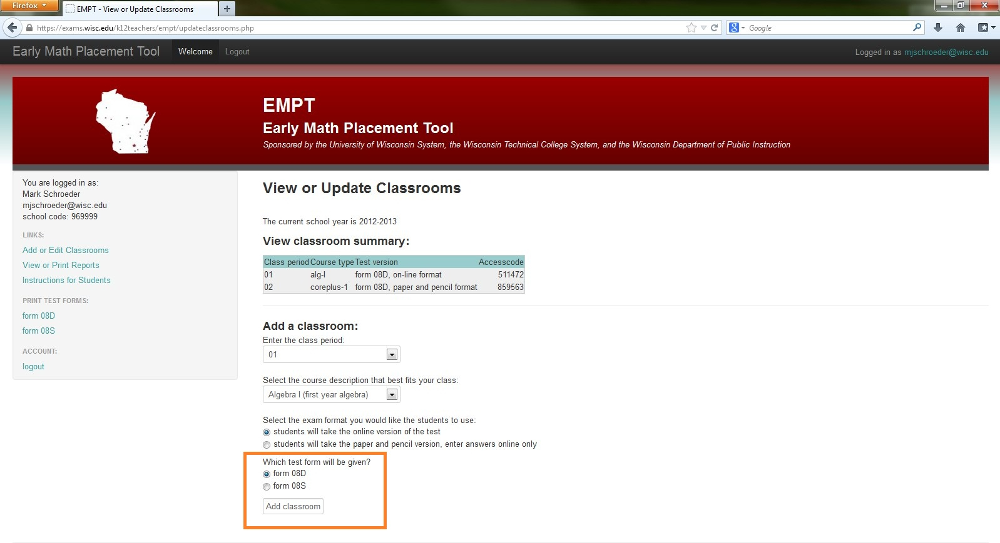 Firefox
EMPT - View or Update Classrooms
https://exams.wisc.edu/k12teachers/empt/updateclassrooms.php
Google
Early Math Placement Tool Welcome Logout Logged in as mjschroeder@wisc.edu
EMPT
Early Math Placement Tool
Sponsored by the University of Wisconsin System, the Wisconsin Technical College System, and the Wisconsin Department of Public Instruction
You are logged in as:
Mark Schroeder
mjschroeder@wisc.edu
school code: 969999
LINKS:
Add or Edit Classrooms
View or Print Reports
Instructions for Students
PRINT TEST FORMS:
form 08D
form 08S
ACCOUNT:
logout
View or Update Classrooms
The current school year is 2012-2013
View classroom summary:
Class period Course type Test version Accesscode
01 alg-I form 08D, on-line format 511472
02 coreplus-1 form 08D, paper and pencil format 859563
Add a classroom:
Enter the class period:
01
Select the course description that best fits your class:
Algebra I (first year algebra)
Select the exam format you would like the students to use:
students will take the online version of the test
students will take the paper and pencil version, enter answers online only
Which test form will be given?
form 08D
form 08S
Add classroom